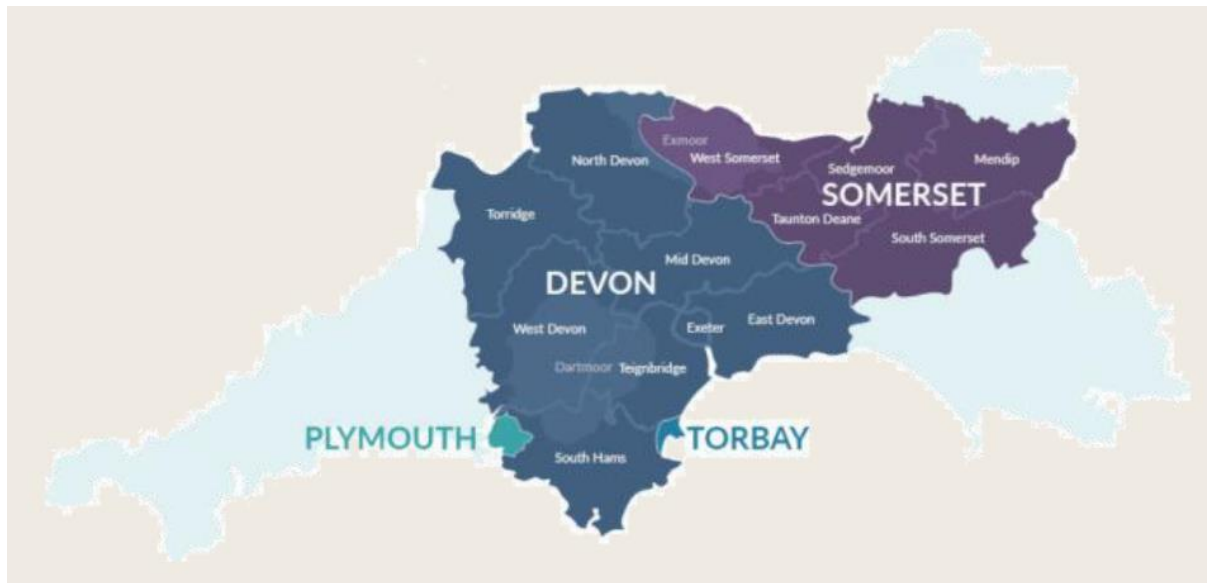 Exmoor
North Devon
West Somerset
Sedgemoor
Mendip
SOMERSET
Torridge
Taunton Deane
South Somerset
Mid Devon
DEVON
West Devon
Exeter
East Devon
Dartmoor
Teignbridge
PLYMOUTH
TORBAY
South Hams